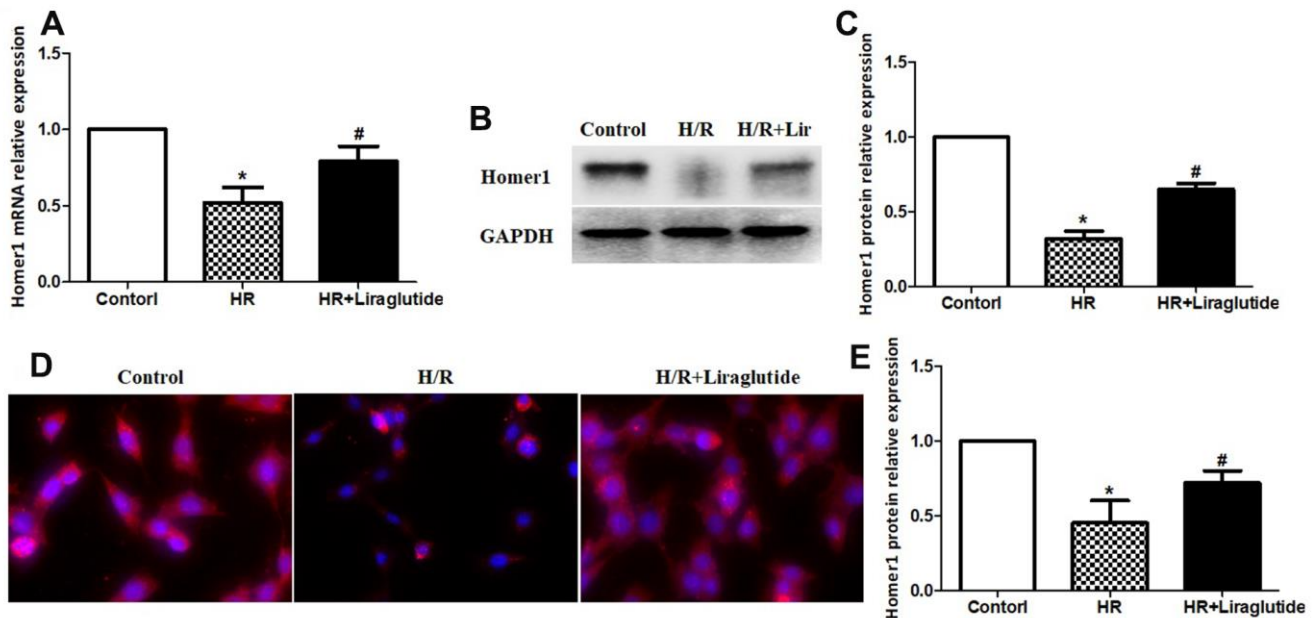 A
Homer1 mRNA relative expression
1.5
1.0
0.5
0.0
*
#
Contorl HR HR+Liraglutide
B
Control H/R H/R+Lir
Homer1
GAPDH
C
Homer1 protein relative expression
1.5
1.0
0.5
0.0
*
#
Contorl HR HR+Liraglutide
D
Control H/R H/R+Liraglutide
E
Homer1 protein relative expression
1.5
1.0
0.5
0.0
*
#
Contorl HR HR+Liraglutide